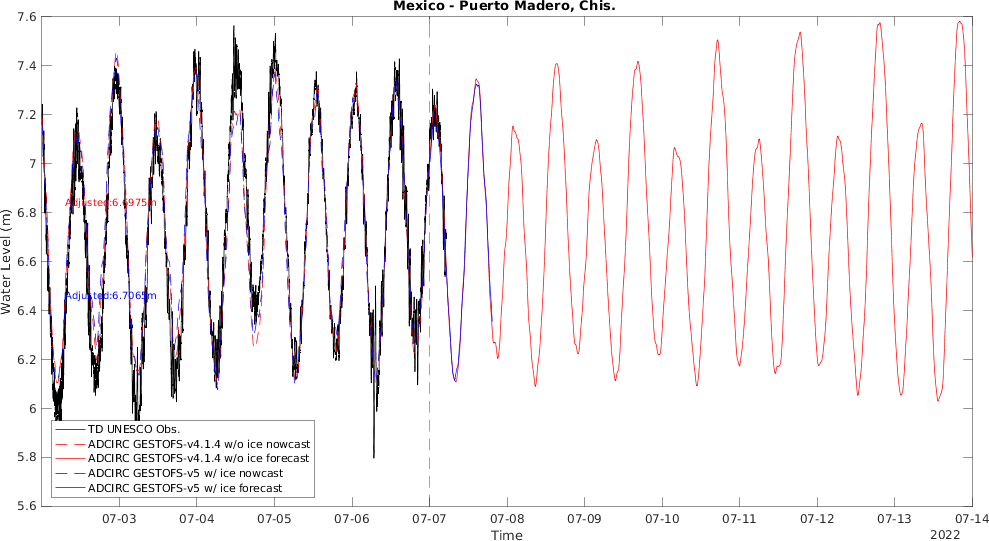 Mexico - Puerto Madero, Chis.
7.6
7.4
7.2
7
6.8
6.6
6.4
6.2
6
5.8
5.6
Water Level (m)
Adjusted:6.6975m
Adjusted:6.7065m
TD UNESCO Obs.
ADCIRC GESTOFS-v4.1.4 w/o ice nowcast
ADCIRC GESTOFS-v4.1.4 w/o ice forecast
ADCIRC GESTOFS-v5 w/ ice nowcast
ADCIRC GESTOFS-v5 w/ ice forecast
07-03 07-04 07-05 07-06 07-07 07-08 07-09 07-10 07-11 07-12 07-13 07-14
Time
2022